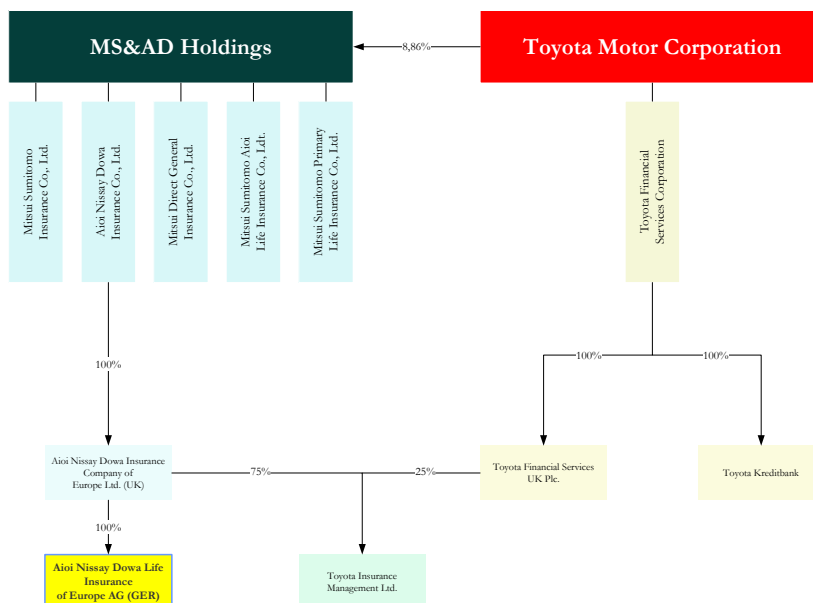 MS&AD Holdings
8,86%
Toyota Motor Corporation
Mitsui Sumitomo
Insurance Co,. Ltd.
Aioi Nissay Dowa
Insurance Co., Ltd.
Mitsui Direct General
Insurance Co., Ltd.
Mitsui Sumitomo Aioi
Life Insurance Co., Ldt.
Mitsui Sumitomo Primary
Life Insurance Co., Ltd.
Toyota Financial
Services Corporation
100%
100%
100%
Aioi Nissay Dowa Insurance
Company of
Europe Ltd. (UK)
75%
25%
Toyota Financial Services
UK Plc.
Toyota Kreditbank
100%
Aioi Nissay Dowa Life
Insurance
of Europe AG (GER)
Toyota Insurance
Management Ltd.